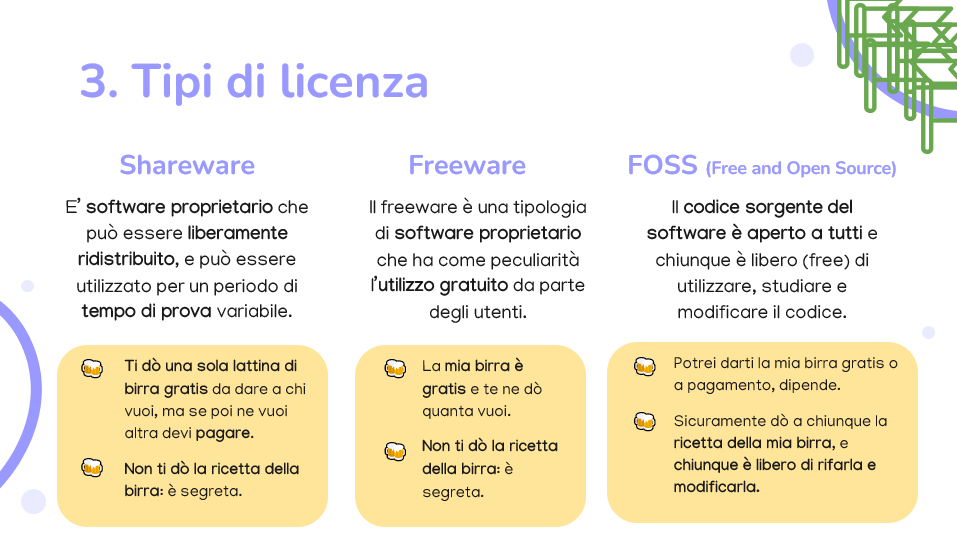 3. Tipi di licenza
Shareware
E' software proprietario che
può essere liberamente
ridistribuito, e può essere
utilizzato per un periodo di
tempo di prova variabile.
Ti dò una sola lattina di
birra gratis da dare a chi
vuoi, ma se poi ne vuoi
altra devi pagare.
Non ti dò la ricetta della
birra: è segreta.
Freeware
Il freeware è una tipologia
di software proprietario
che ha come peculiarità
l'utilizzo gratuito da parte
degli utenti.
La mia birra è
gratis e te ne dò
quanta vuoi.
Non ti dò la ricetta
della birra: è
segreta.
FOSS (Free and Open Source)
Il codice sorgente del
software è aperto a tutti e
chiunque è libero (free) di
utilizzare, studiare e
modificare il codice.
Potrei darti la mia birra gratis o
a pagamento, dipende.
Sicuramente dò a chiunque la
ricetta della mia birra, e
chiunque è libero di rifarla e
modificarla.